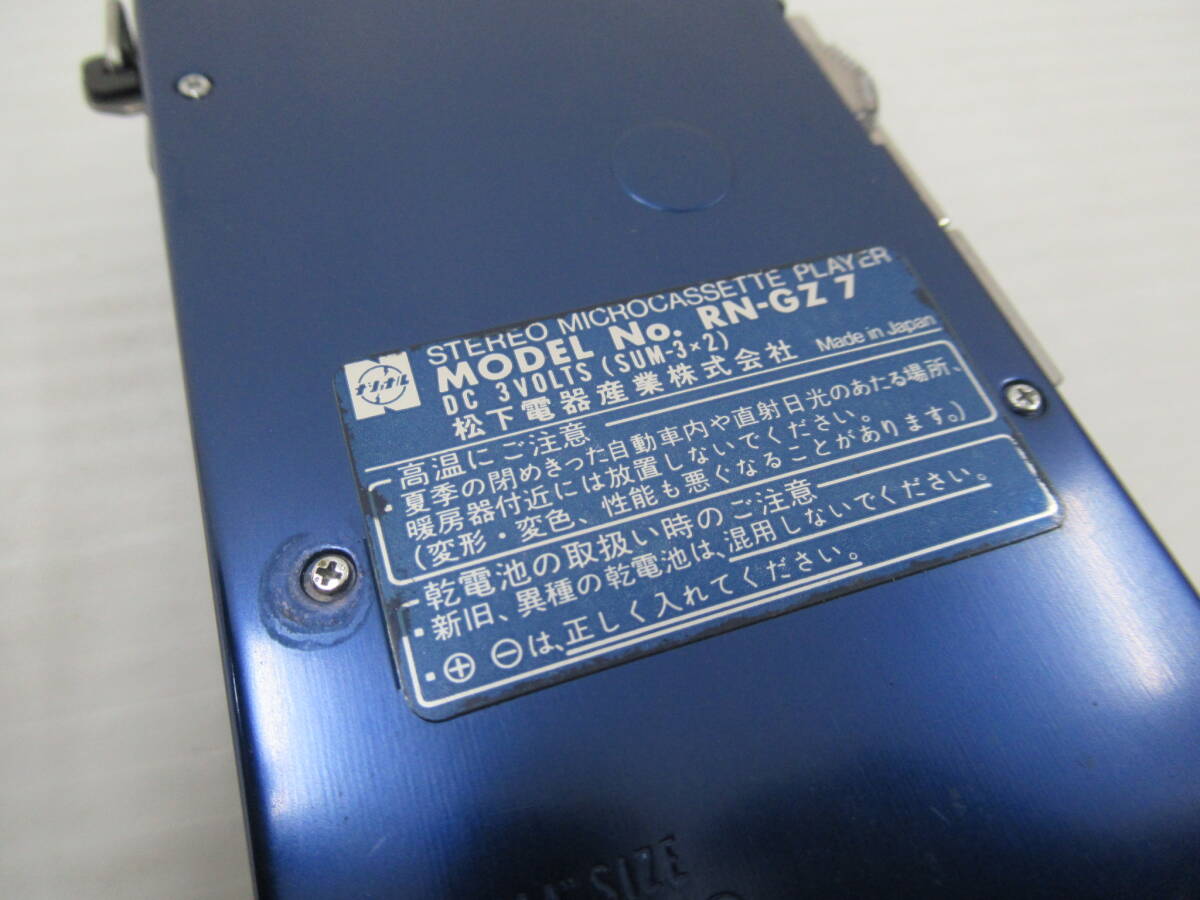 STEREO MICROCASSETTE PLAYER
ナショナル
MODEL No. RN-GZ 7
DC 3VOLTS (SUM-3×2)
松下電器産業株式会社 Made in Japan
高温にご注意
・夏季の閉めきった自動車内や直射日光のあたる場所、
暖房器付近には放置しないでください。
(変形・変色、性能も悪くなることがあります。)
乾電池の取扱い時のご注意
▪新旧、異種の乾電池は、混用しないでください。
▪⊕ ⊖は、正しく入れてください。
SIZE